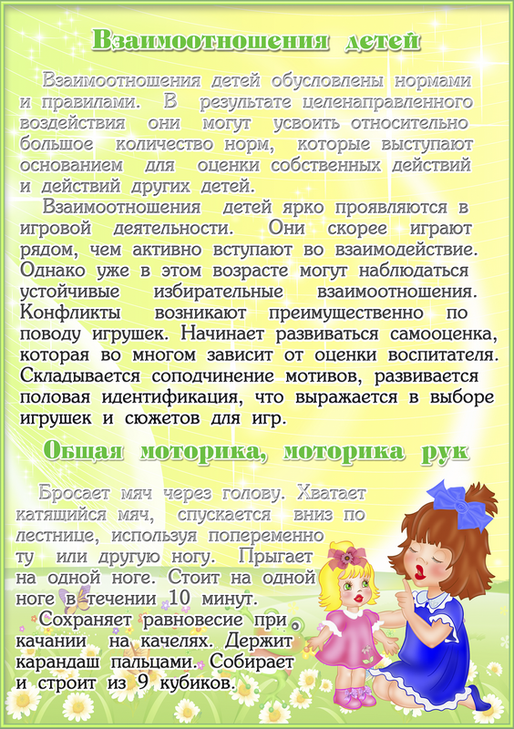 Взаимоотношения детей
Взаимоотношения детей обусловлены нормами
и правилами. В результате целенаправленного
воздействия они могут усвоить относительно
большое количество норм, которые выступают
основанием для оценки собственных действий
и действий других детей.
Взаимоотношения детей ярко проявляются в
игровой деятельности. Они скорее играют
рядом, чем активно вступают во взаимодействие.
Однако уже в этом возрасте могут наблюдаться
устойчивые избирательные взаимоотношения.
Конфликты возникают преимущественно по
поводу игрушек. Начинает развиваться самооценка,
которая во многом зависит от оценки воспитателя.
Складывается соподчинение мотивов, развивается
половая идентификация, что выражается в выборе
игрушек и сюжетов для игр.
Общая моторика, моторика рук
Бросает мяч через голову. Хватает
катящийся мяч, спускается вниз по
лестнице, используя попеременно
ту или другую ногу. Прыгает
на одной ноге. Стоит на одной
ноге в течении 10 минут.
Сохраняет равновесие при
качании на качелях. Держит
карандаш пальцами. Собирает
и строит из 9 кубиков.